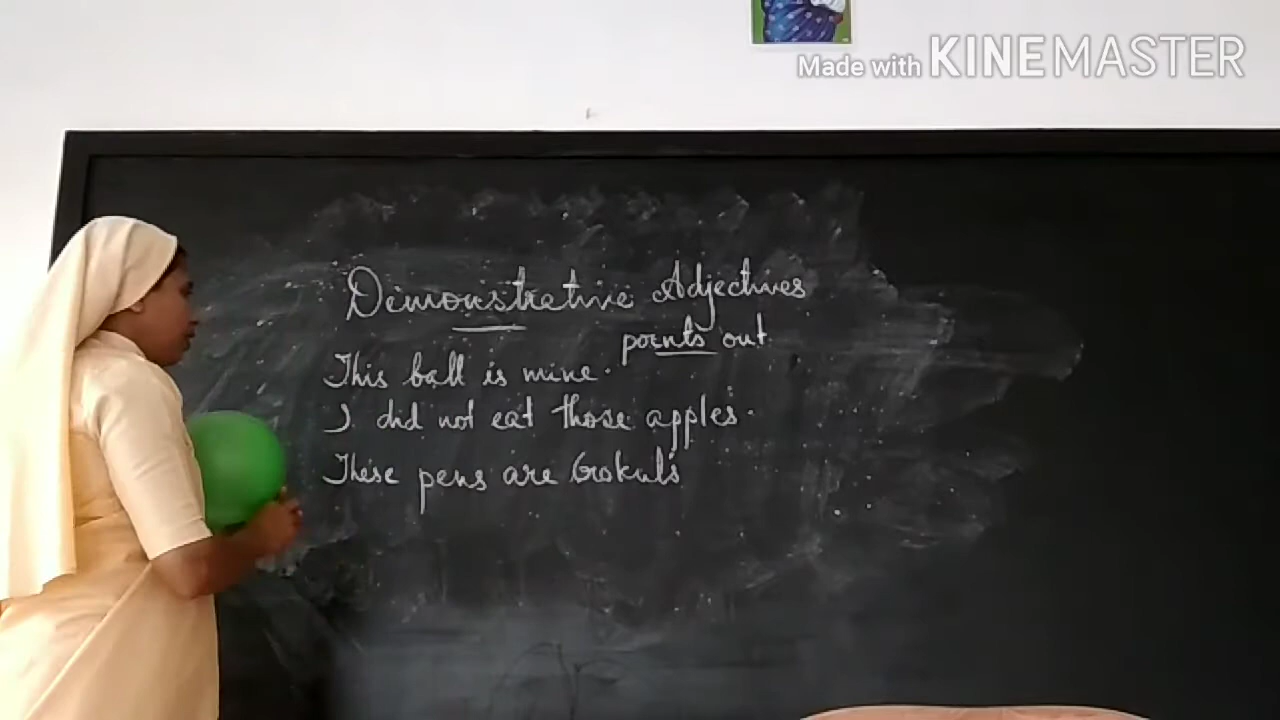 Made with KINEMASTER
Demonstrative Adjectives
points out
This ball is mine.
I did not eat those apples.
These pens are Gokul's